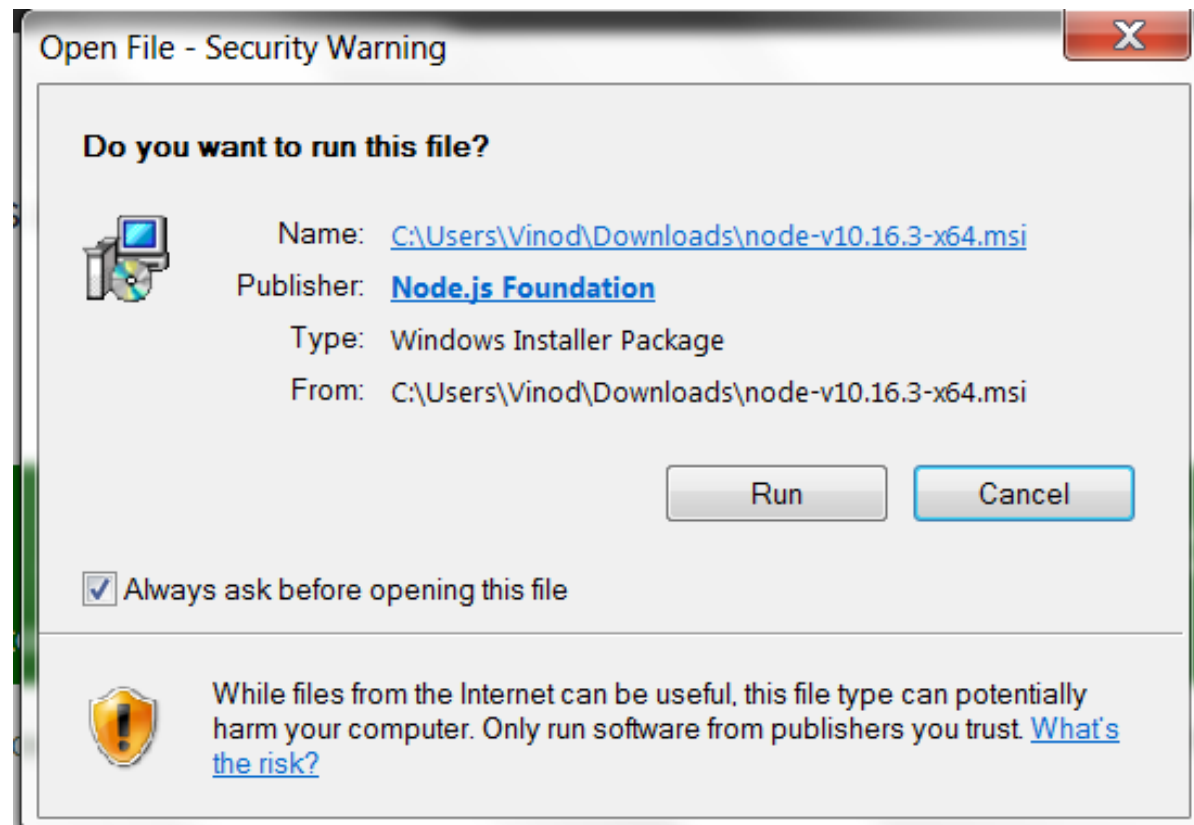 Open File - Security Warning
Do you want to run this file?
Name: C:\Users\Vinod\Downloads\node-v10.16.3-x64.msi
Publisher: Node.js Foundation
Type: Windows Installer Package
From: C:\Users\Vinod\Downloads\node-v10.16.3-x64.msi
Run Cancel
Always ask before opening this file
While files from the Internet can be useful, this file type can potentially
harm your computer. Only run software from publishers you trust. What's
the risk?